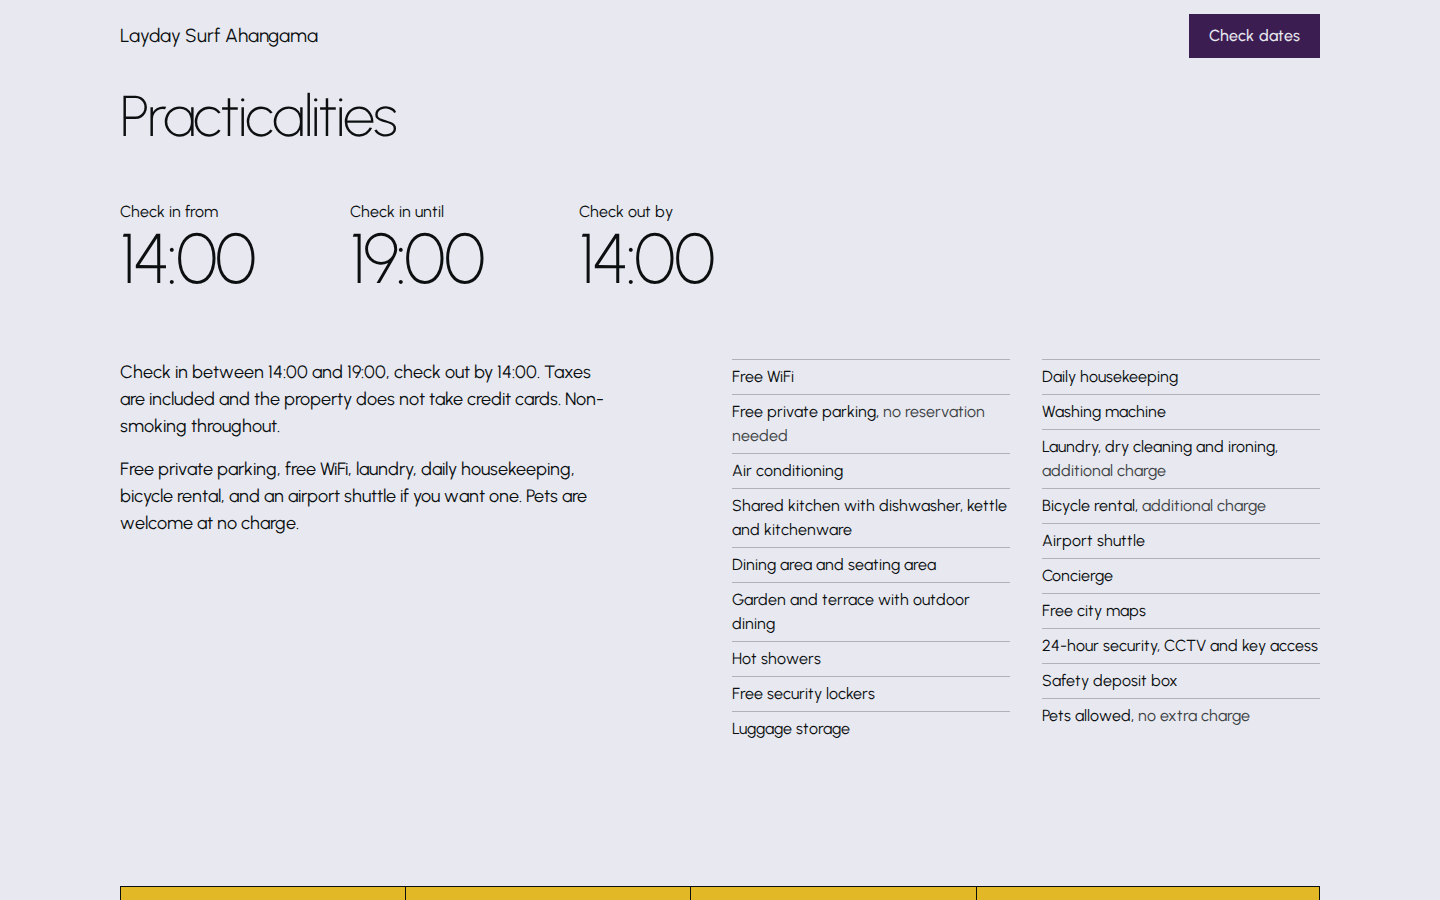 Layday Surf Ahangama
Check dates
Practicalities
Check in from
14:00
Check in until
19:00
Check out by
14:00
Check in between 14:00 and 19:00, check out by 14:00. Taxes
are included and the property does not take credit cards. Non-
smoking throughout.
Free private parking, free WiFi, laundry, daily housekeeping,
bicycle rental, and an airport shuttle if you want one. Pets are
welcome at no charge.
Free WiFi
Free private parking, no reservation
needed
Air conditioning
Shared kitchen with dishwasher, kettle
and kitchenware
Dining area and seating area
Garden and terrace with outdoor
dining
Hot showers
Free security lockers
Luggage storage
Daily housekeeping
Washing machine
Laundry, dry cleaning and ironing,
additional charge
Bicycle rental, additional charge
Airport shuttle
Concierge
Free city maps
24-hour security, CCTV and key access
Safety deposit box
Pets allowed, no extra charge